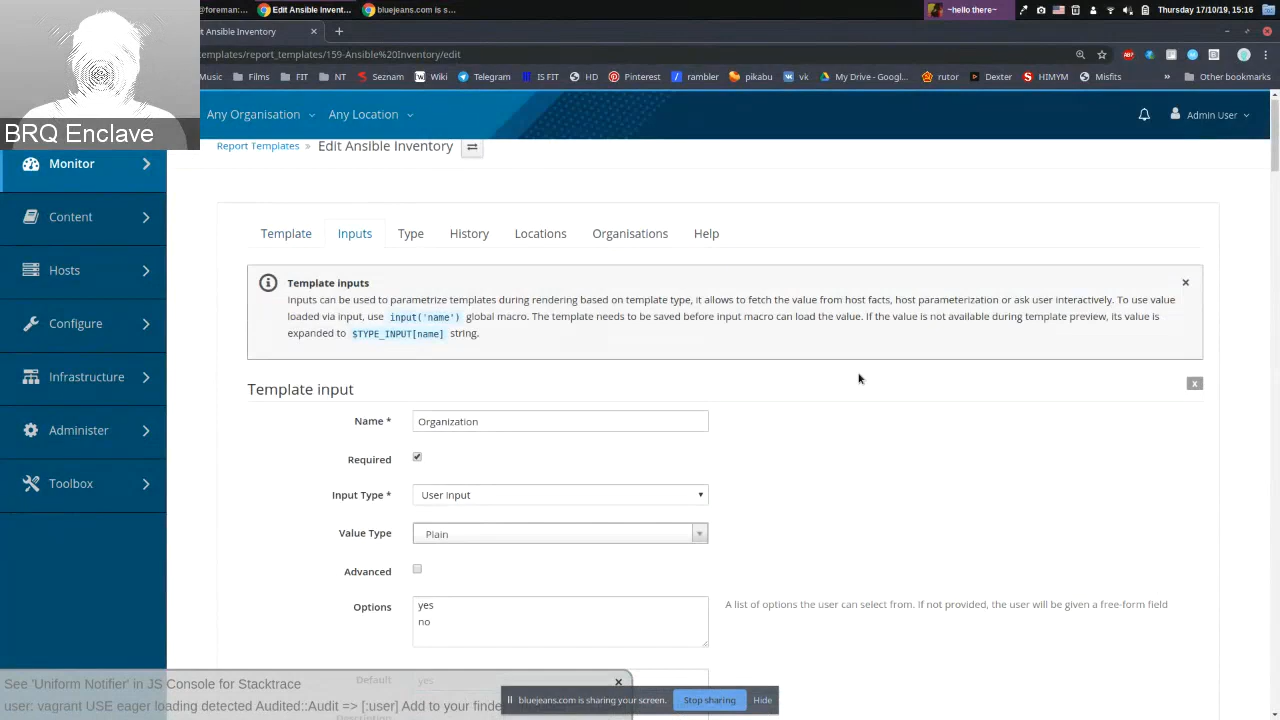 @foreman:...
Edit Ansible Invent...
bluejeans.com is s...
~hello there~
Thursday 17/10/19, 15:16
t Ansible Inventory
templates/report_templates/159-Ansible%20Inventory/edit
Music
Films
FIT
NT
Seznam
Wiki
Telegram
IS FIT
HD
Pinterest
rambler
pikabu
vk
My Drive - Googl...
rutor
Dexter
HIMYM
Misfits
»
Other bookmarks
BRQ Enclave
Any Organisation
Any Location
Admin User
Report Templates » Edit Ansible Inventory
Monitor
Content
Hosts
Configure
Infrastructure
Administer
Toolbox
Template Inputs Type History Locations Organisations Help
Template inputs
Inputs can be used to parametrize templates during rendering based on template type, it allows to fetch the value from host facts, host parameterization or ask user interactively. To use value
loaded via input, use input('name') global macro. The template needs to be saved before input macro can load the value. If the value is not available during template preview, its value is
expanded to $TYPE_INPUT[name] string.
Template input
x
Name * Organization
Required
Input Type * User Input
Value Type Plain
Advanced
Options
yes
no
A list of options the user can select from. If not provided, the user will be given a free-form field
Default yes
Description
See 'Uniform Notifier' in JS Console for Stacktrace
user: vagrant USE eager loading detected Audited::Audit => [:user] Add to your finde
bluejeans.com is sharing your screen. Stop sharing Hide